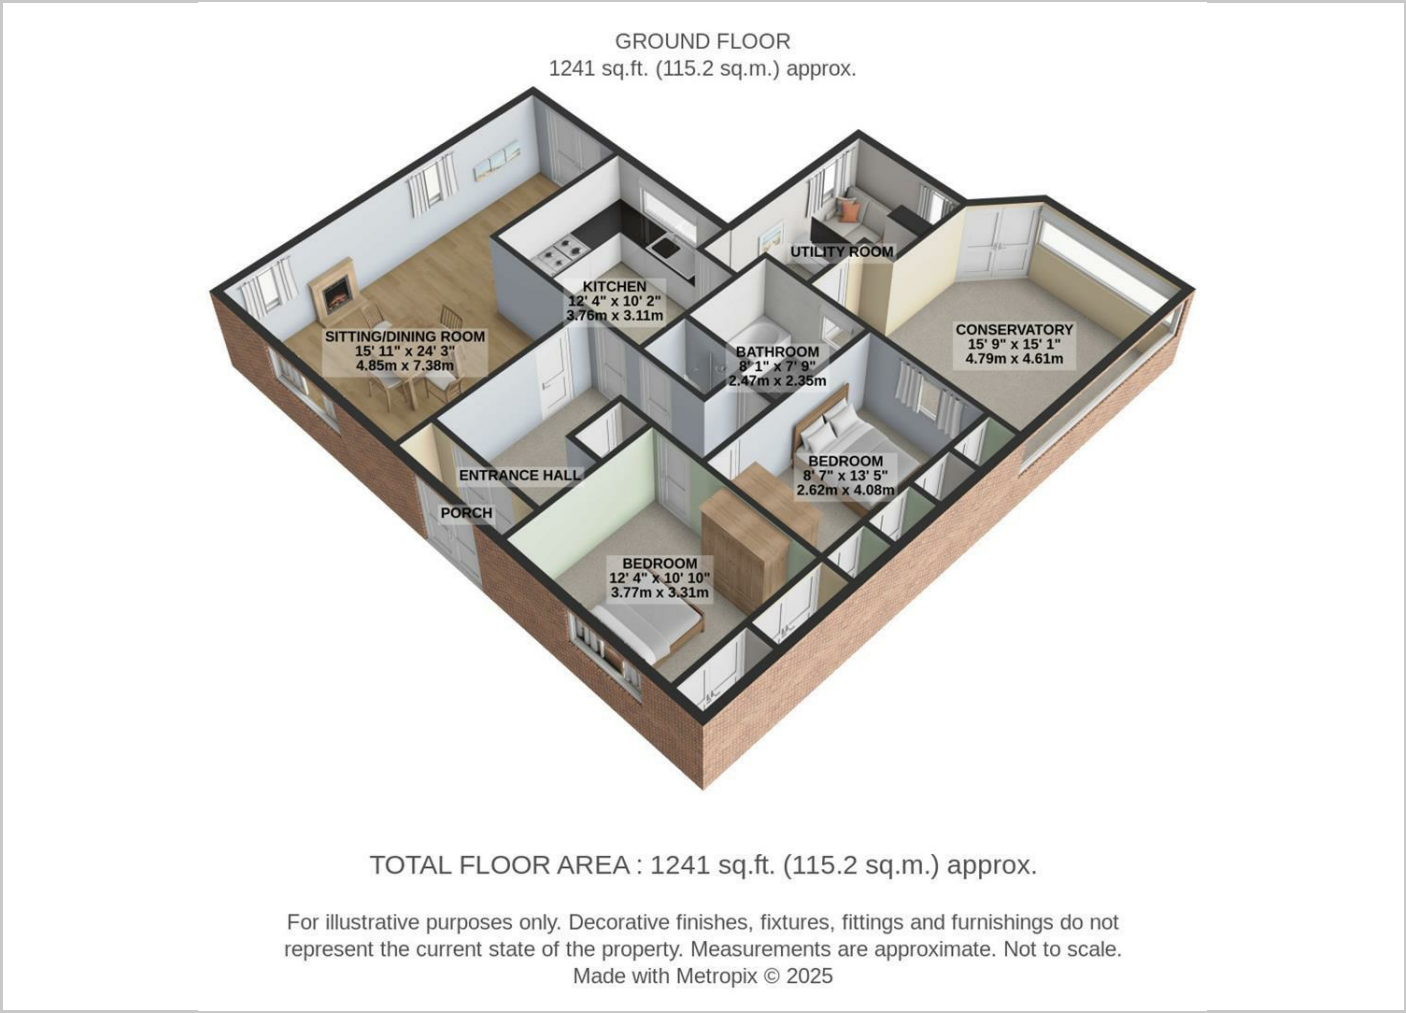 GROUND FLOOR
1241 sq.ft. (115.2 sq.m.) approx.
UTILITY ROOM
KITCHEN
12' 4" x 10' 2"
3.76m x 3.11m
SITTING/DINING ROOM
15' 11" x 24' 3"
4.85m x 7.38m
CONSERVATORY
15' 9" x 15' 1"
4.79m x 4.61m
BATHROOM
8' 1" x 7' 9"
2.47m x 2.35m
BEDROOM
8' 7" x 13' 5"
2.62m x 4.08m
ENTRANCE HALL
PORCH
BEDROOM
12' 4" x 10' 10"
3.77m x 3.31m
TOTAL FLOOR AREA : 1241 sq.ft. (115.2 sq.m.) approx.
For illustrative purposes only. Decorative finishes, fixtures, fittings and furnishings do not
represent the current state of the property. Measurements are approximate. Not to scale.
Made with Metropix © 2025